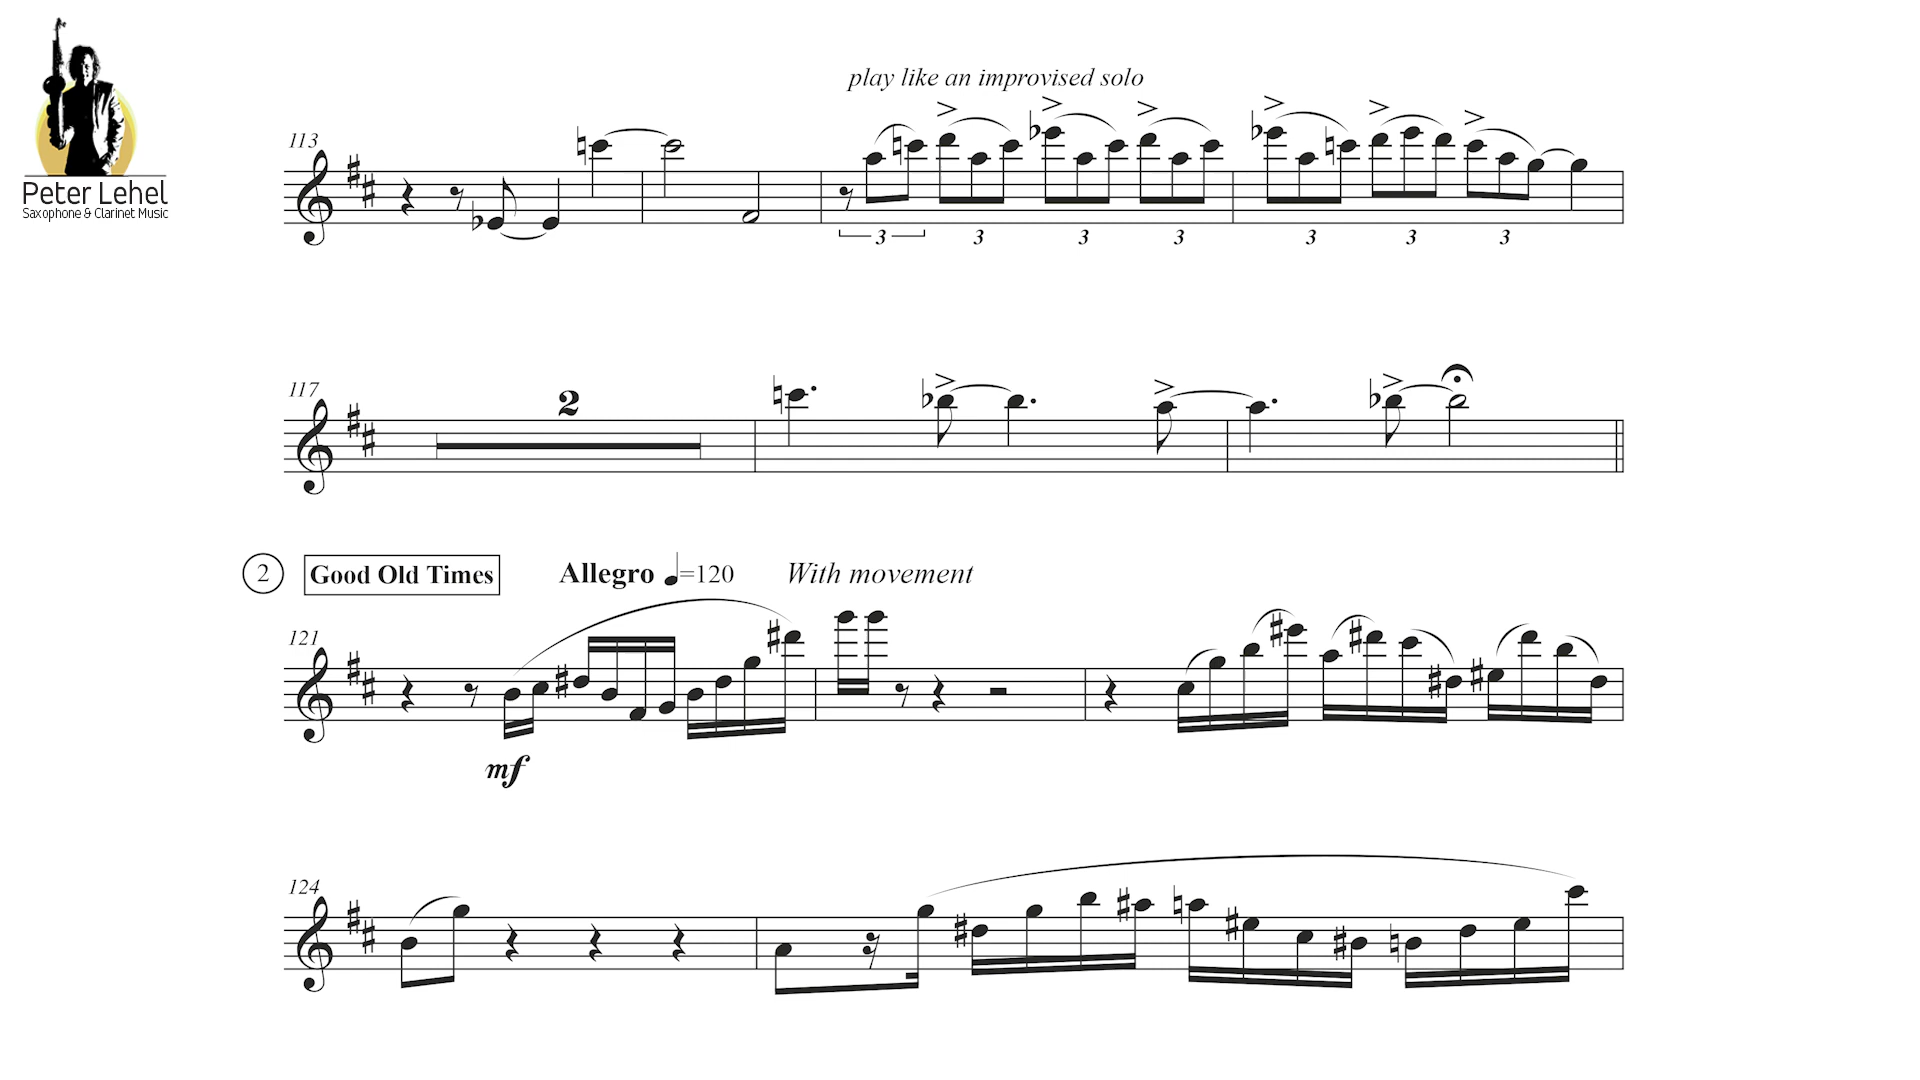 Peter Lehel
Saxophone & Clarinet Music
play like an improvised solo
113
3 3 3 3 3 3 3
117
2
2 Good Old Times Allegro =120 With movement
121
mf
124